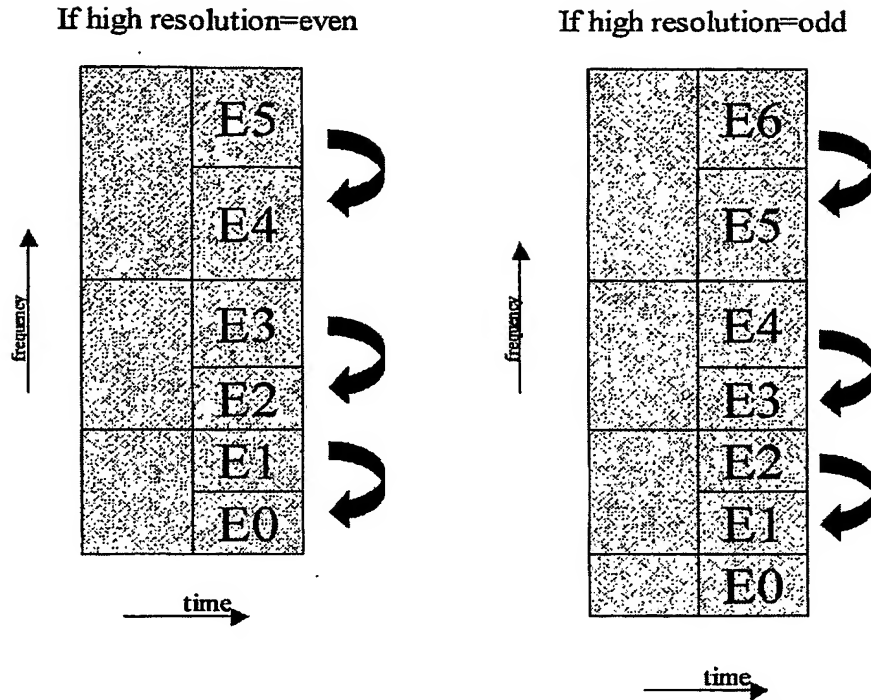 If high resolution=even
E5
E4
E3
E2
E1
E0
frequency
time
If high resolution=odd
E6
E5
E4
E3
E2
E1
E0
frequency
time